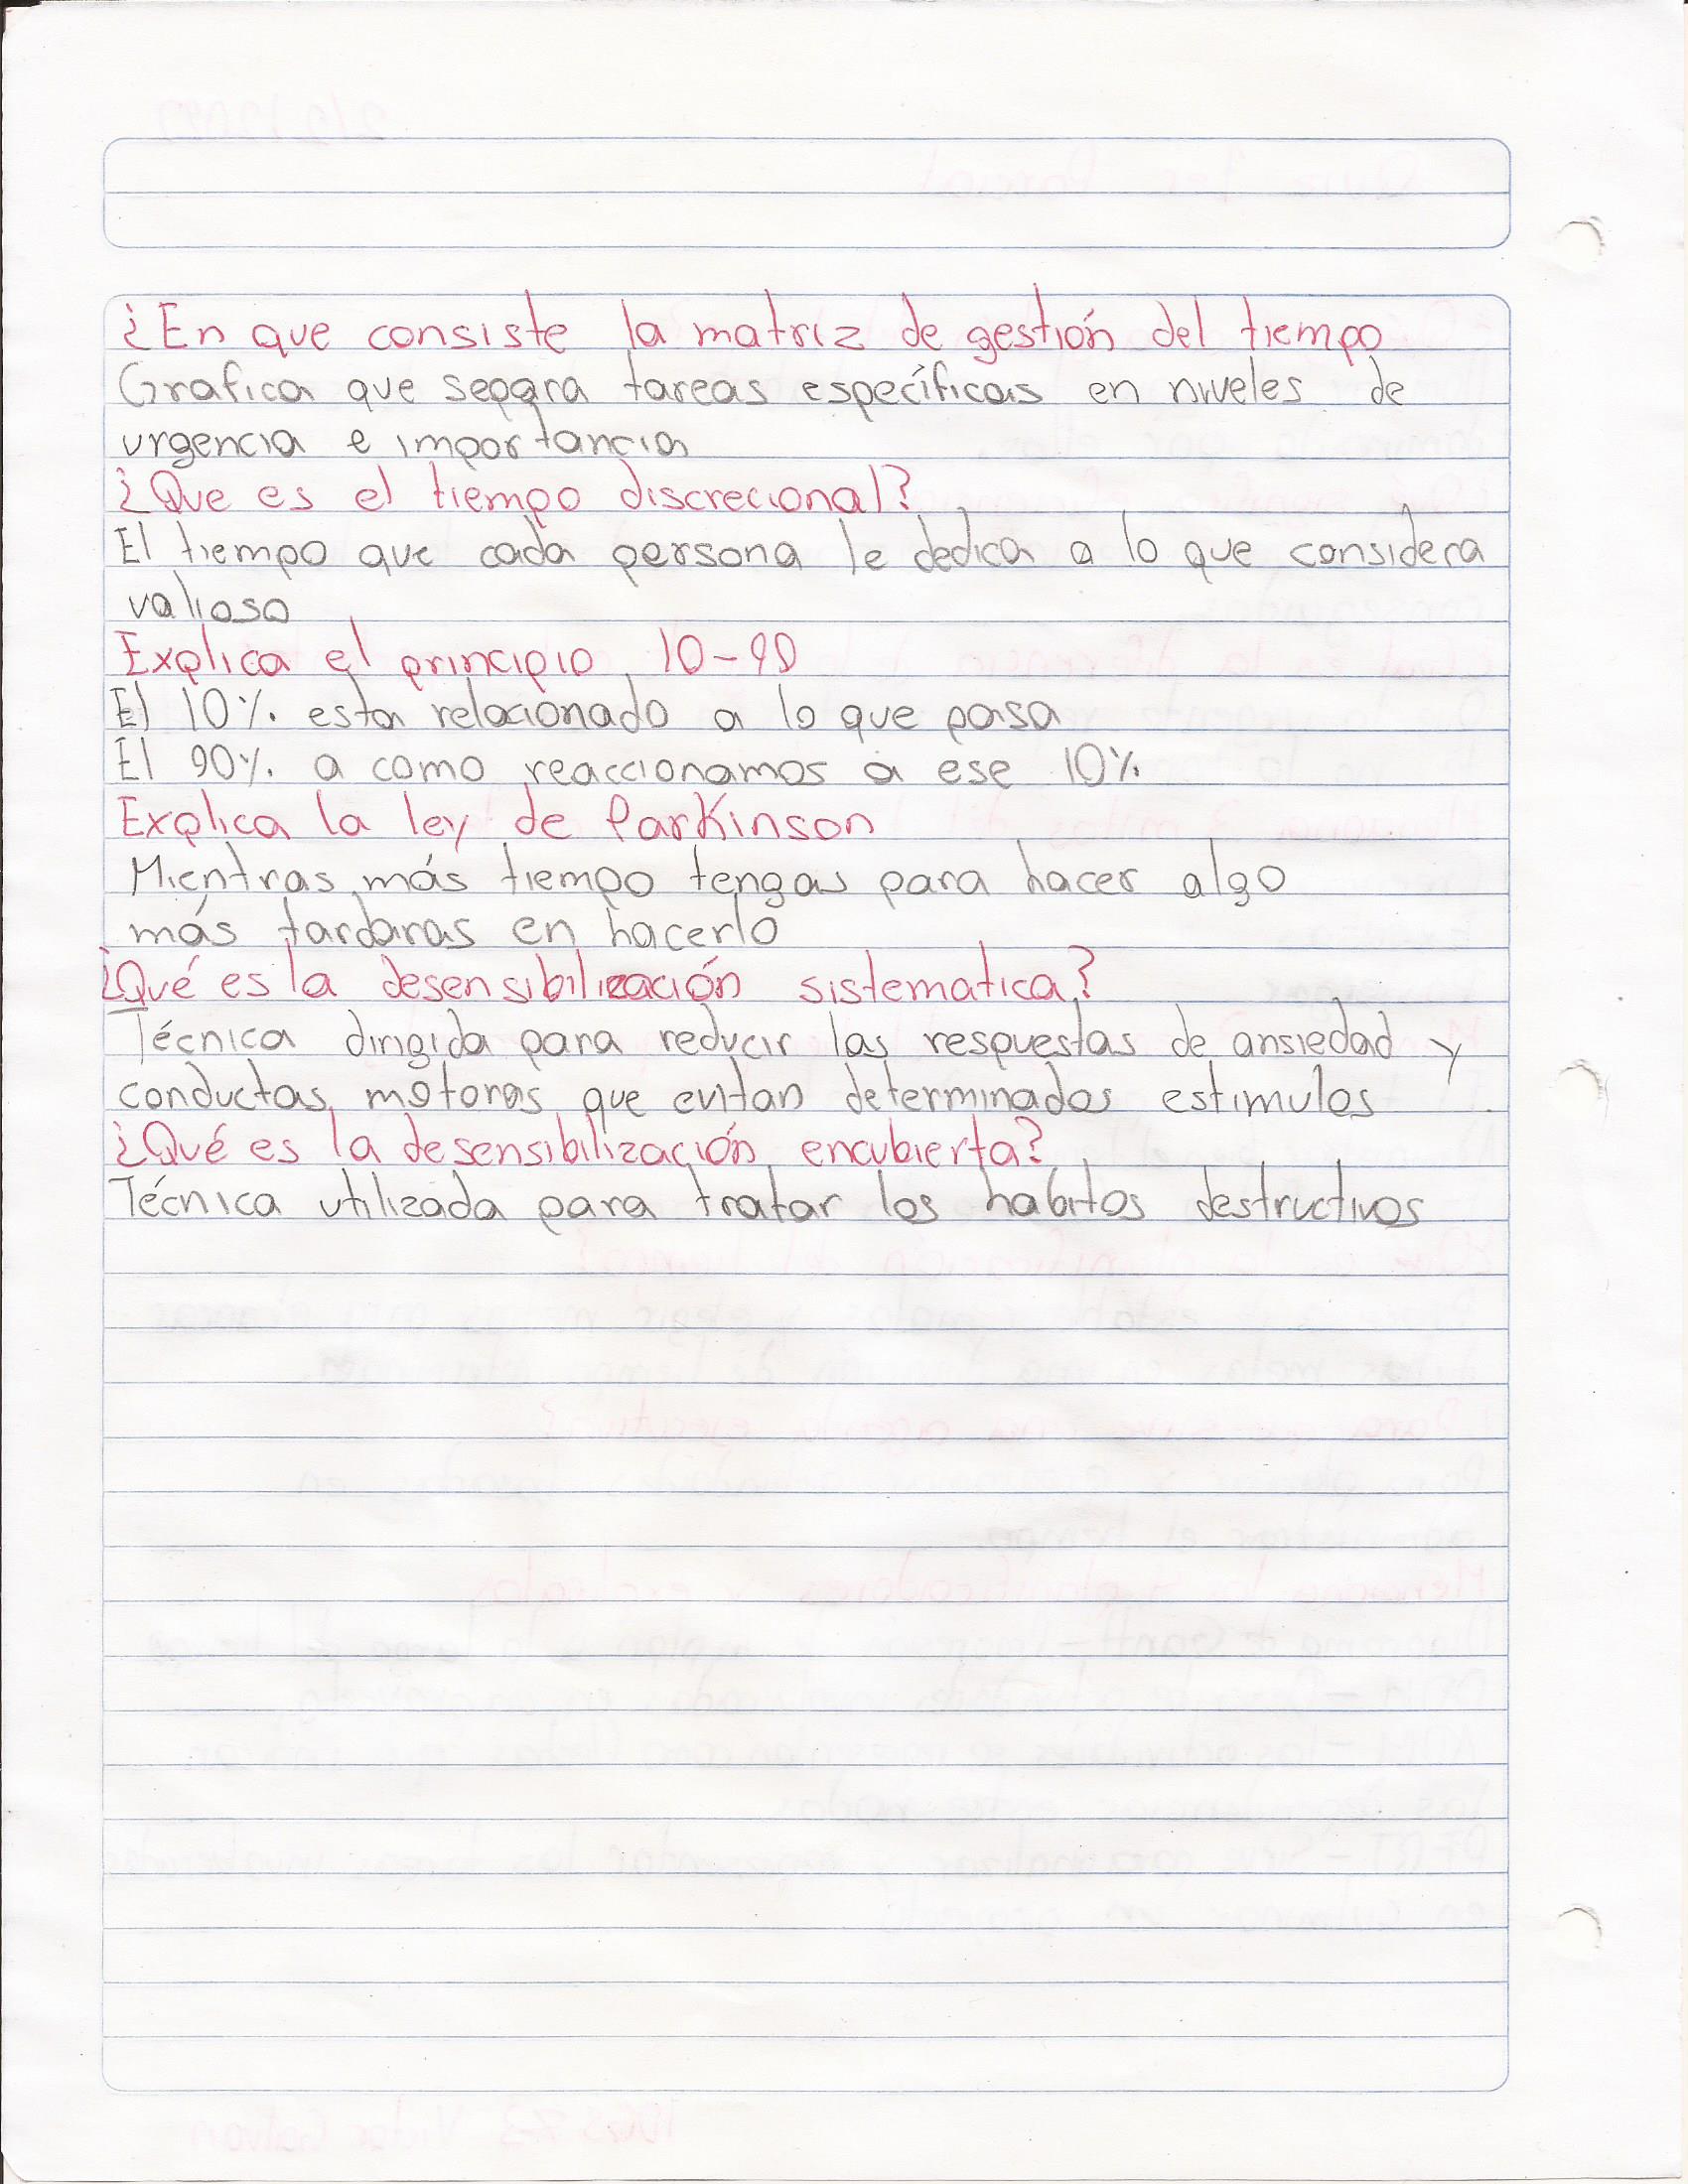 ¿En que consiste la matriz de gestión del tiempo
Grafica que separa tareas específicas en niveles de
urgencia e importancia
¿Que es el tiempo discrecional?
El tiempo que cada persona le dedica a lo que considera
valioso
Explica el principio 10-90
El 10% esta relacionado a lo que pasa
El 90% a como reaccionamos a ese 10%
Explica la ley de Parkinson
Mientras más tiempo tengas para hacer algo
más tardaras en hacerlo
¿Qué es la desensibilización sistematica?
Técnica dirigida para reducir las respuestas de ansiedad y
conductas motoras que evitan determinados estimulos
¿Qué es la desensibilización encubierta?
Técnica utilizada para tratar los habitos destructivos